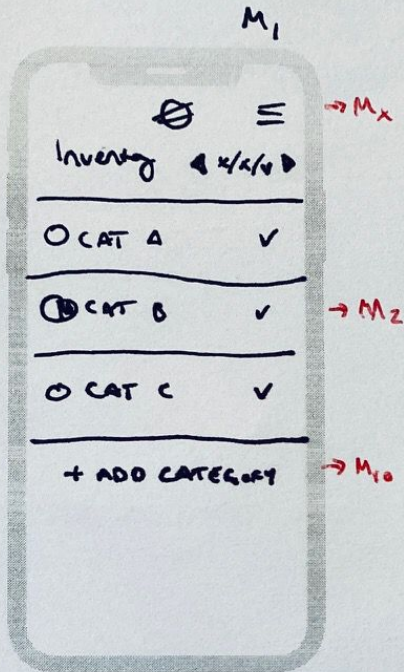 M1
→ Mx
Inventory ◀ x/x/x ▶
CAT A ✓
CAT B ✓ → M2
CAT C ✓
+ ADD CATEGORY → M10